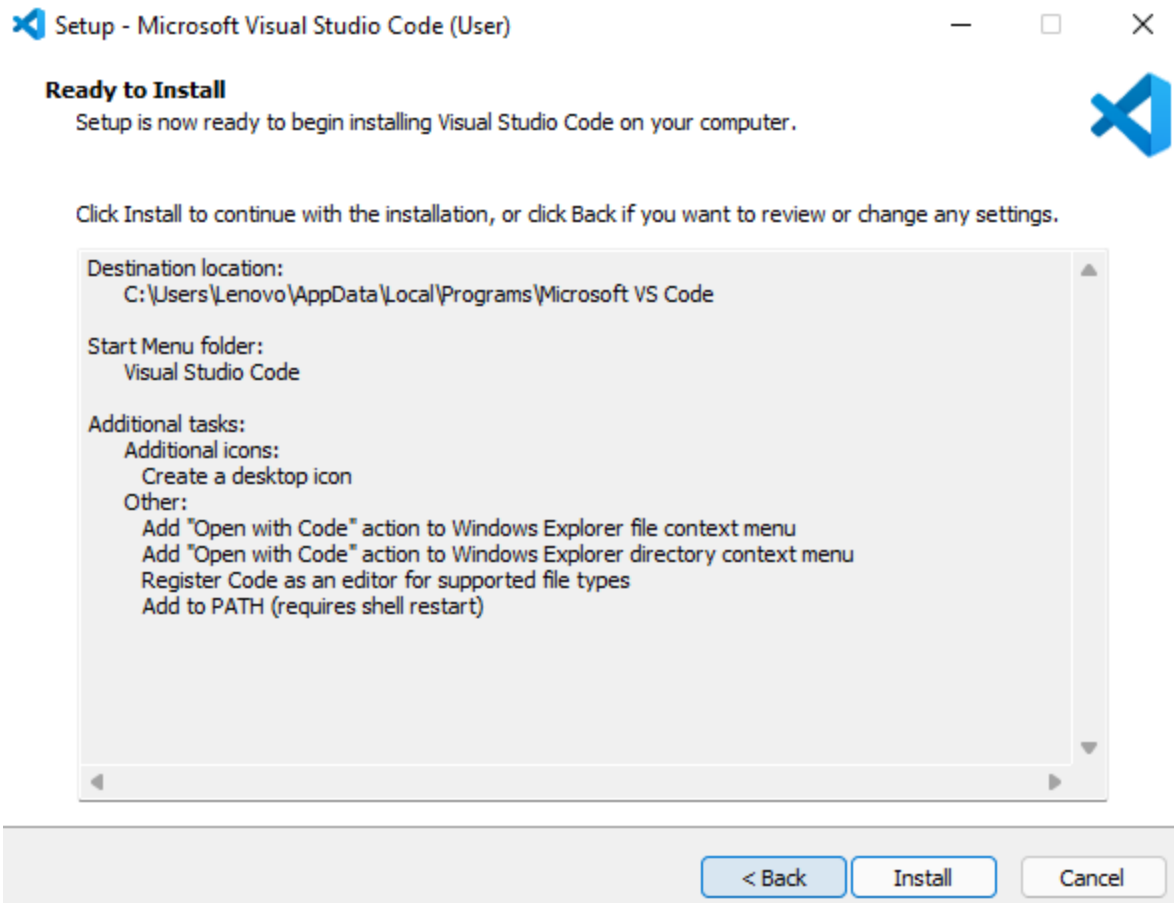 Setup - Microsoft Visual Studio Code (User)
Ready to Install
Setup is now ready to begin installing Visual Studio Code on your computer.
Click Install to continue with the installation, or click Back if you want to review or change any settings.
Destination location:
C:\Users\Lenovo\AppData\Local\Programs\Microsoft VS Code
Start Menu folder:
Visual Studio Code
Additional tasks:
Additional icons:
Create a desktop icon
Other:
Add "Open with Code" action to Windows Explorer file context menu
Add "Open with Code" action to Windows Explorer directory context menu
Register Code as an editor for supported file types
Add to PATH (requires shell restart)
< Back Install Cancel